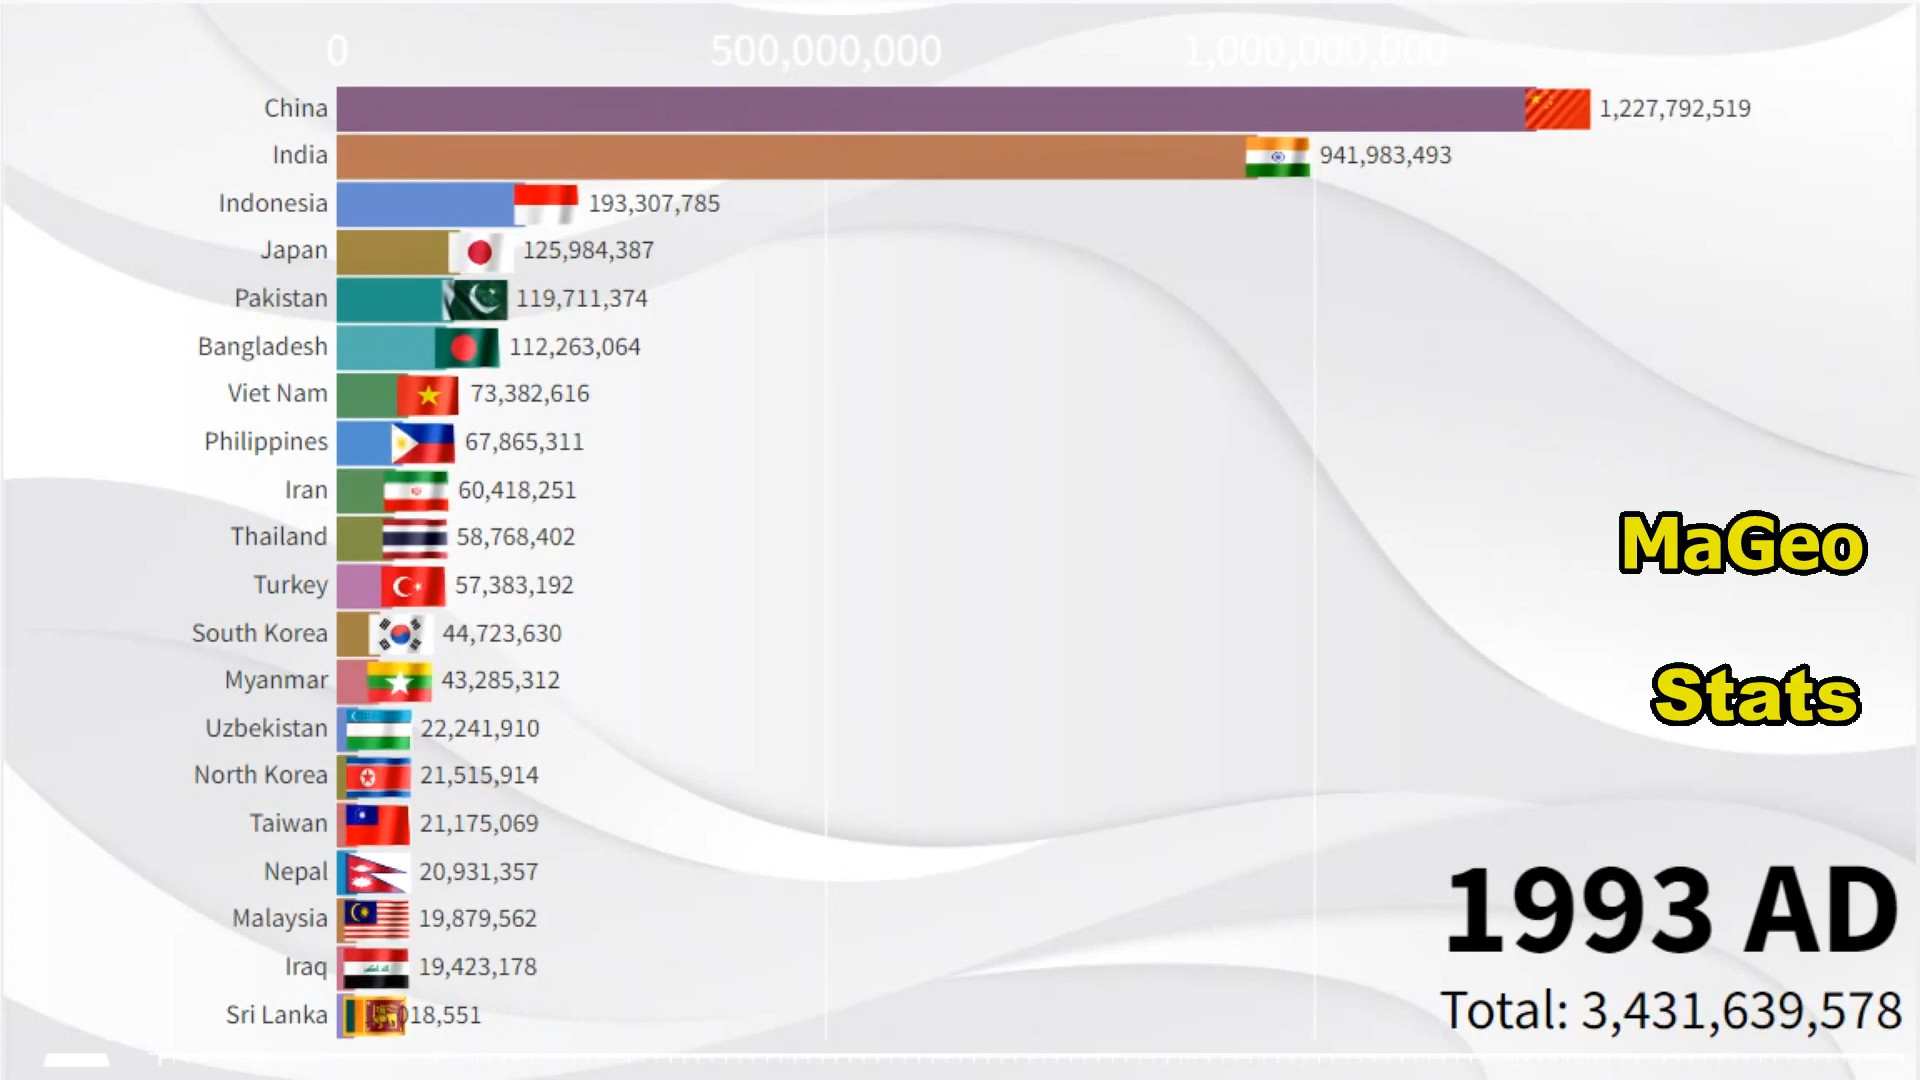 0 500,000,000 1,000,000,000
China 1,227,792,519
India 941,983,493
Indonesia 193,307,785
Japan 125,984,387
Pakistan 119,711,374
Bangladesh 112,263,064
Viet Nam 73,382,616
Philippines 67,865,311
Iran 60,418,251
Thailand 58,768,402
Turkey 57,383,192
South Korea 44,723,630
Myanmar 43,285,312
Uzbekistan 22,241,910
North Korea 21,515,914
Taiwan 21,175,069
Nepal 20,931,357
Malaysia 19,879,562
Iraq 19,423,178
Sri Lanka
MaGeo
Stats
1993 AD
Total: 3,431,639,578